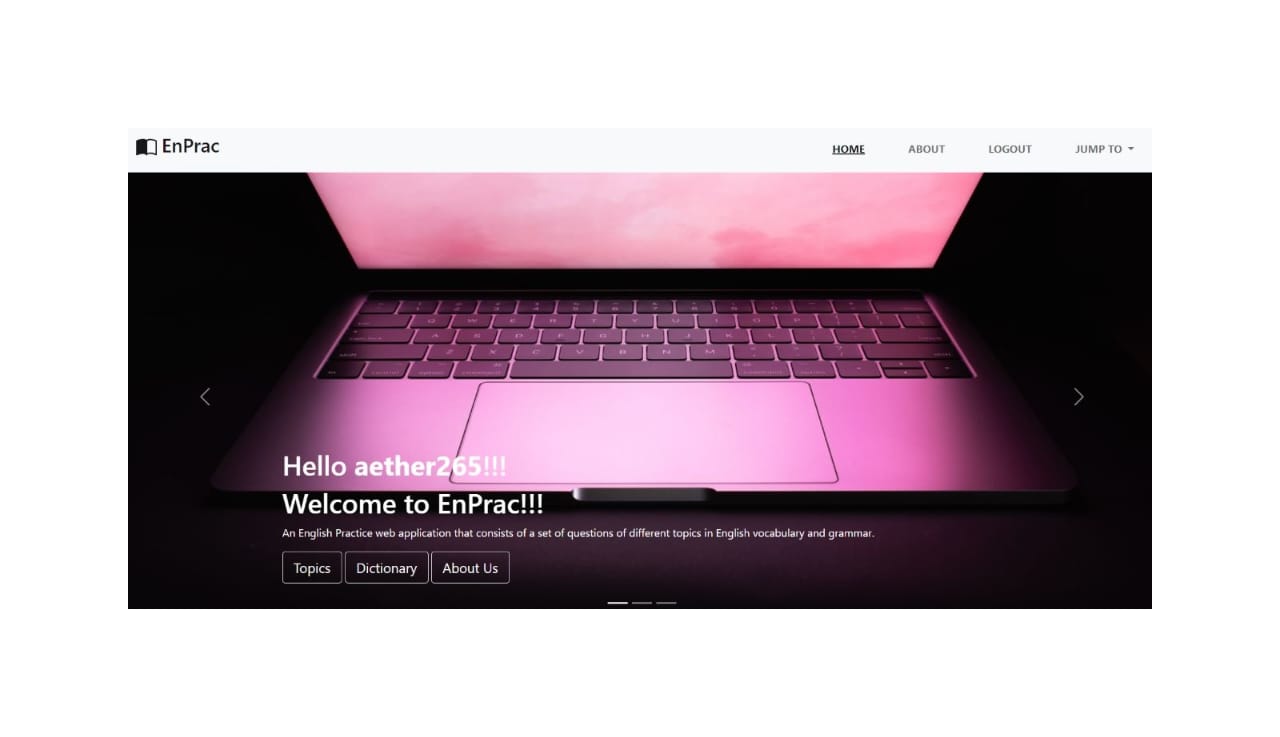 EnPrac
HOME ABOUT LOGOUT JUMP TO
Hello aether265!!!
Welcome to EnPrac!!!
An English Practice web application that consists of a set of questions of different topics in English vocabulary and grammar.
Topics Dictionary About Us